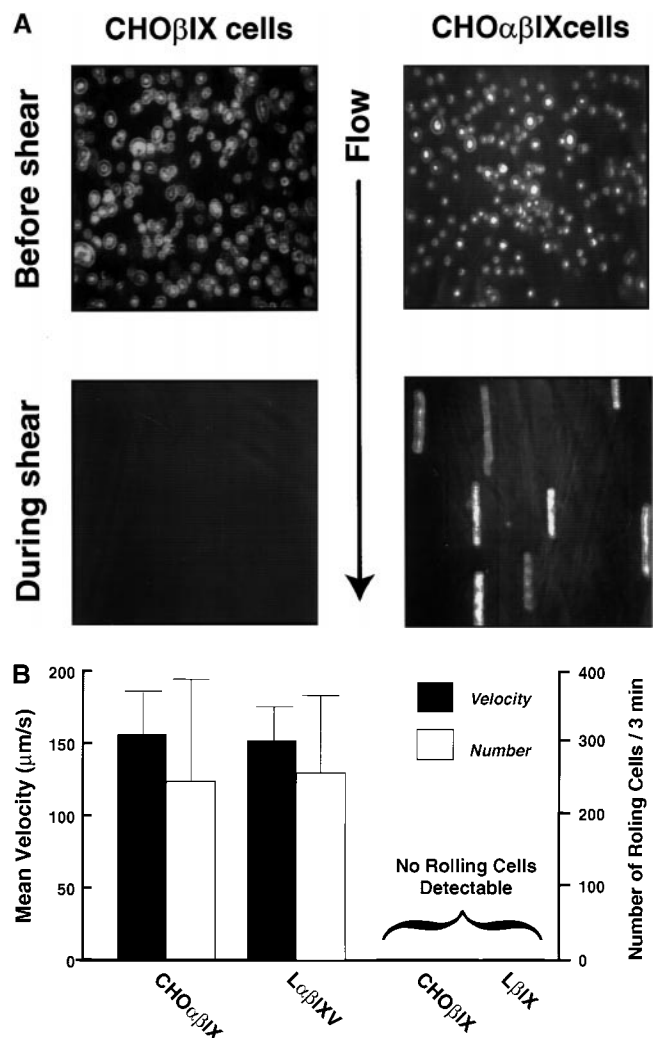 A
CHOβIX cells
CHOαβIXcells
Before shear
Flow
During shear
B
Mean Velocity (μm/s)
200
150
100
50
0
Velocity
Number
No Rolling Cells
Detectable
400
300
200
100
0
Number of Roling Cells / 3 min
CHOαβIX
LαβIXV
CHOβIX
LβIX